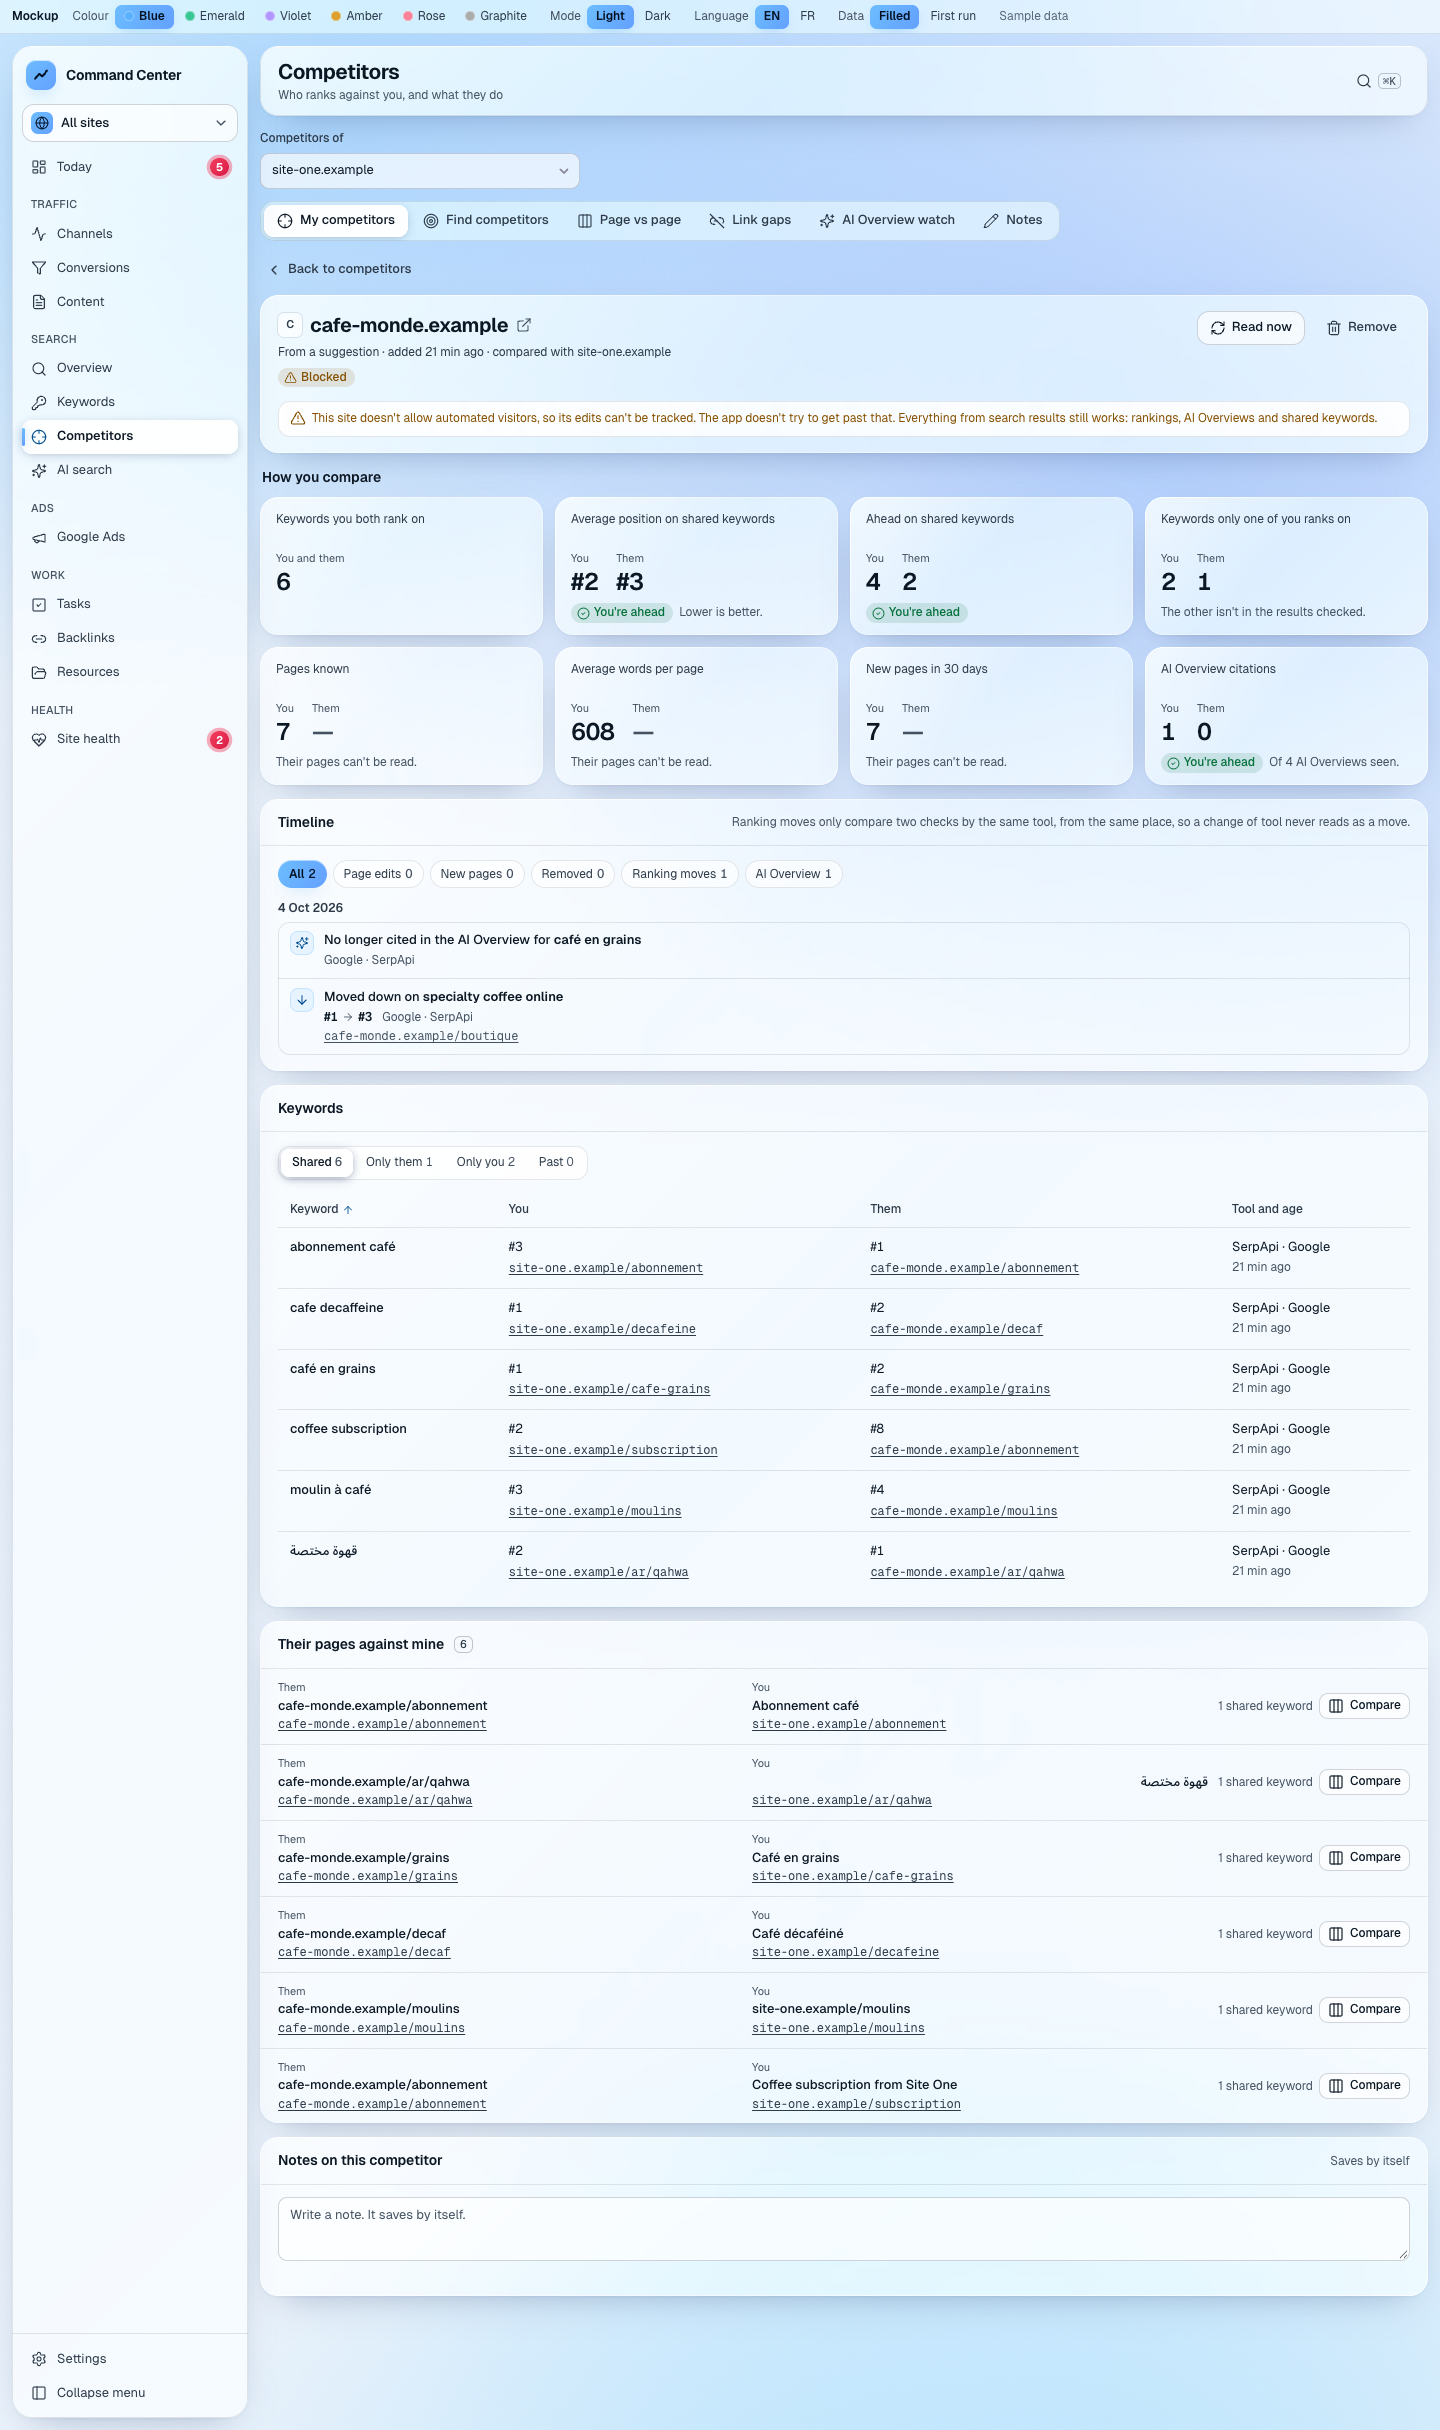 Mockup Colour Blue Emerald Violet Amber Rose Graphite Mode Light Dark Language EN FR Data Filled First run Sample data
Command Center
All sites
Today 5
TRAFFIC
Channels
Conversions
Content
SEARCH
Overview
Keywords
Competitors
AI search
ADS
Google Ads
WORK
Tasks
Backlinks
Resources
HEALTH
Site health 2
Settings
Collapse menu
Competitors
Who ranks against you, and what they do
⌘K
Competitors of
site-one.example
My competitors Find competitors Page vs page Link gaps AI Overview watch Notes
Back to competitors
C cafe-monde.example
Read now Remove
From a suggestion · added 21 min ago · compared with site-one.example
Blocked
This site doesn't allow automated visitors, so its edits can't be tracked. The app doesn't try to get past that. Everything from search results still works: rankings, AI Overviews and shared keywords.
How you compare
Keywords you both rank on
You and them
6
Average position on shared keywords
You Them
#2 #3
You're ahead Lower is better.
Ahead on shared keywords
You Them
4 2
You're ahead
Keywords only one of you ranks on
You Them
2 1
The other isn't in the results checked.
Pages known
You Them
7 —
Their pages can't be read.
Average words per page
You Them
608 —
Their pages can't be read.
New pages in 30 days
You Them
7 —
Their pages can't be read.
AI Overview citations
You Them
1 0
You're ahead Of 4 AI Overviews seen.
Timeline
Ranking moves only compare two checks by the same tool, from the same place, so a change of tool never reads as a move.
All 2 Page edits 0 New pages 0 Removed 0 Ranking moves 1 AI Overview 1
4 Oct 2026
No longer cited in the AI Overview for café en grains
Google · SerpApi
Moved down on specialty coffee online
#1 → #3 Google · SerpApi
cafe-monde.example/boutique
Keywords
Shared 6 Only them 1 Only you 2 Past 0
Keyword ↑ You Them Tool and age
abonnement café #3 #1 SerpApi · Google
site-one.example/abonnement cafe-monde.example/abonnement 21 min ago
cafe decaffeine #1 #2 SerpApi · Google
site-one.example/decafeine cafe-monde.example/decaf 21 min ago
café en grains #1 #2 SerpApi · Google
site-one.example/cafe-grains cafe-monde.example/grains 21 min ago
coffee subscription #2 #8 SerpApi · Google
site-one.example/subscription cafe-monde.example/abonnement 21 min ago
moulin à café #3 #4 SerpApi · Google
site-one.example/moulins cafe-monde.example/moulins 21 min ago
قهوة مختصة #2 #1 SerpApi · Google
site-one.example/ar/qahwa cafe-monde.example/ar/qahwa 21 min ago
Their pages against mine 6
Them You
cafe-monde.example/abonnement Abonnement café 1 shared keyword Compare
cafe-monde.example/abonnement site-one.example/abonnement
Them You
cafe-monde.example/ar/qahwa قهوة مختصة 1 shared keyword Compare
cafe-monde.example/ar/qahwa site-one.example/ar/qahwa
Them You
cafe-monde.example/grains Café en grains 1 shared keyword Compare
cafe-monde.example/grains site-one.example/cafe-grains
Them You
cafe-monde.example/decaf Café décaféiné 1 shared keyword Compare
cafe-monde.example/decaf site-one.example/decafeine
Them You
cafe-monde.example/moulins site-one.example/moulins 1 shared keyword Compare
cafe-monde.example/moulins site-one.example/moulins
Them You
cafe-monde.example/abonnement Coffee subscription from Site One 1 shared keyword Compare
cafe-monde.example/abonnement site-one.example/subscription
Notes on this competitor Saves by itself
Write a note. It saves by itself.